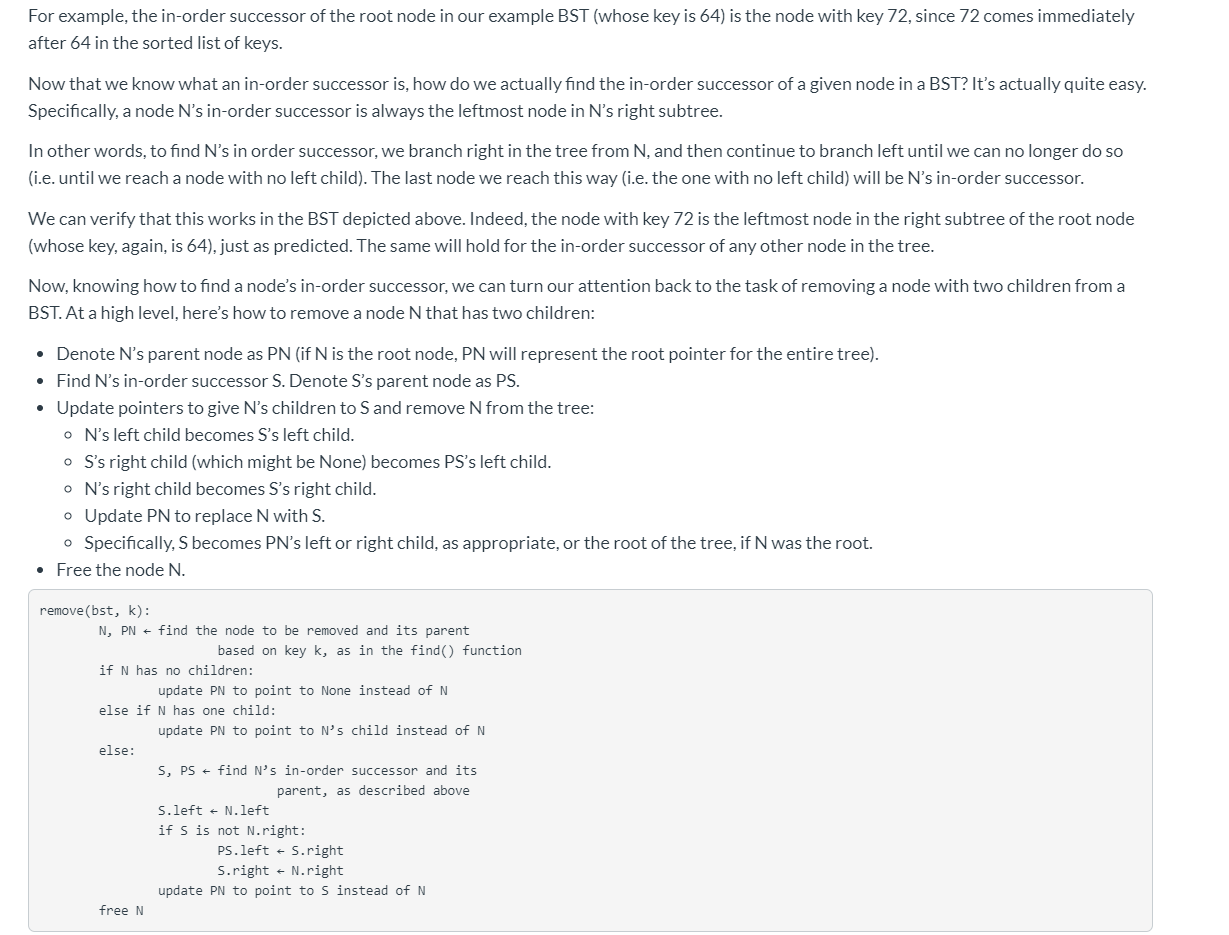 For example, the in-order successor of the root node in our example BST (whose key is 64) is the node with key 72, since 72 comes immediately
after 64 in the sorted list of keys.
Now that we know what an in-order successor is, how do we actually find the in-order successor of a given node in a BST? It’s actually quite easy.
Specifically, a node N’s in-order successor is always the leftmost node in N’s right subtree.
In other words, to find N’s in order successor, we branch right in the tree from N, and then continue to branch left until we can no longer do so
(i.e. until we reach a node with no left child). The last node we reach this way (i.e. the one with no left child) will be N’s in-order successor.
We can verify that this works in the BST depicted above. Indeed, the node with key 72 is the leftmost node in the right subtree of the root node
(whose key, again, is 64), just as predicted. The same will hold for the in-order successor of any other node in the tree.
Now, knowing how to find a node’s in-order successor, we can turn our attention back to the task of removing a node with two children from a
BST. At a high level, here’s how to remove a node N that has two children:
• Denote N’s parent node as PN (if N is the root node, PN will represent the root pointer for the entire tree).
• Find N’s in-order successor S. Denote S’s parent node as PS.
• Update pointers to give N’s children to S and remove N from the tree:
◦ N’s left child becomes S’s left child.
◦ S’s right child (which might be None) becomes PS’s left child.
◦ N’s right child becomes S’s right child.
◦ Update PN to replace N with S.
◦ Specifically, S becomes PN’s left or right child, as appropriate, or the root of the tree, if N was the root.
• Free the node N.
remove(bst, k):
N, PN ← find the node to be removed and its parent
based on key k, as in the find() function
if N has no children:
update PN to point to None instead of N
else if N has one child:
update PN to point to N’s child instead of N
else:
S, PS ← find N’s in-order successor and its
parent, as described above
S.left ← N.left
if S is not N.right:
PS.left ← S.right
S.right ← N.right
update PN to point to S instead of N
free N